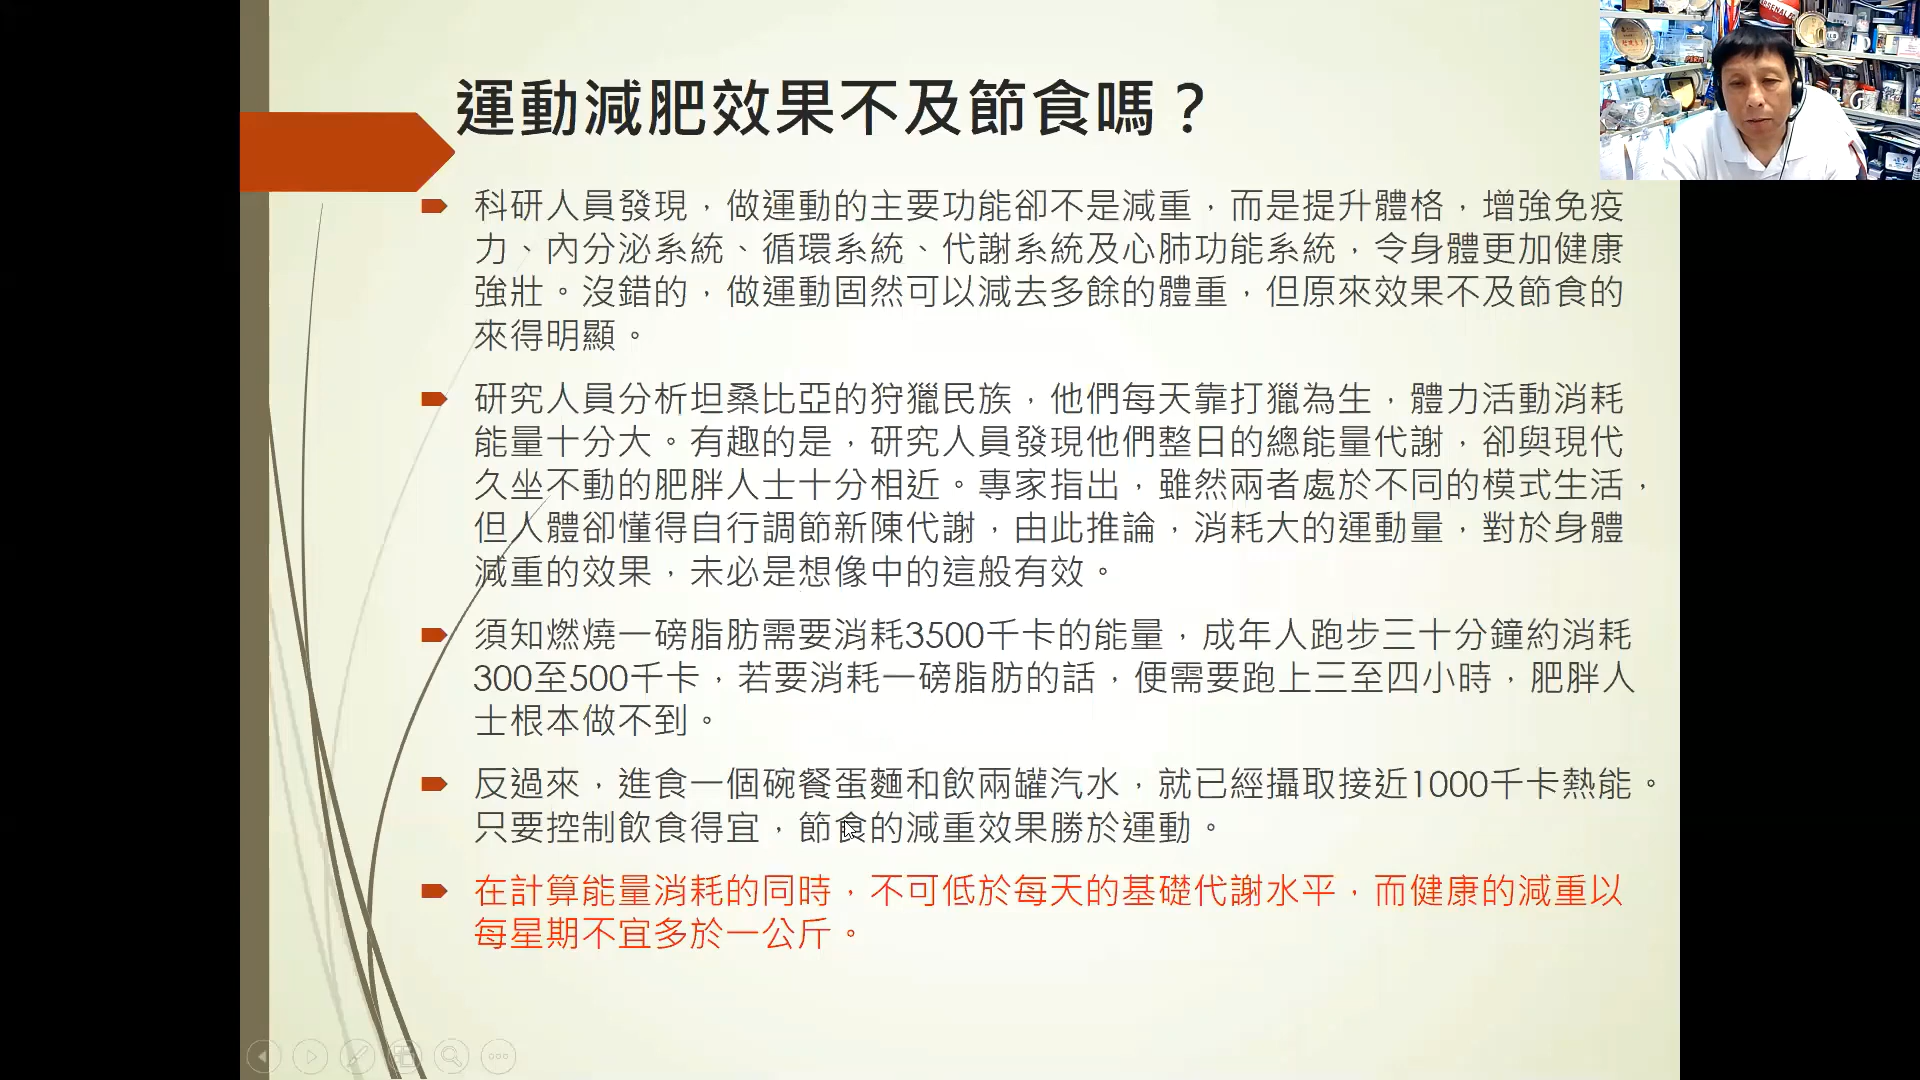 運動減肥效果不及節食嗎？
科研人員發現，做運動的主要功能卻不是減重，而是提升體格，增強免疫
力、內分泌系統、循環系統、代謝系統及心肺功能系統，令身體更加健康
強壯。沒錯的，做運動固然可以減去多餘的體重，但原來效果不及節食的
來得明顯。
研究人員分析坦桑比亞的狩獵民族，他們每天靠打獵為生，體力活動消耗
能量十分大。有趣的是，研究人員發現他們整日的總能量代謝，卻與現代
久坐不動的肥胖人士十分相近。專家指出，雖然兩者處於不同的模式生活，
但人體卻懂得自行調節新陳代謝，由此推論，消耗大的運動量，對於身體
減重的效果，未必是想像中的這般有效。
須知燃燒一磅脂肪需要消耗3500千卡的能量，成年人跑步三十分鐘約消耗
300至500千卡，若要消耗一磅脂肪的話，便需要跑上三至四小時，肥胖人
士根本做不到。
反過來，進食一個碗餐蛋麵和飲兩罐汽水，就已經攝取接近1000千卡熱能。
只要控制飲食得宜，節食的減重效果勝於運動。
在計算能量消耗的同時，不可低於每天的基礎代謝水平，而健康的減重以
每星期不宜多於一公斤。